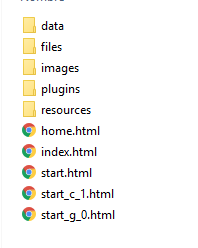 data
files
images
plugins
resources
home.html
index.html
start.html
start_c_1.html
start_g_0.html